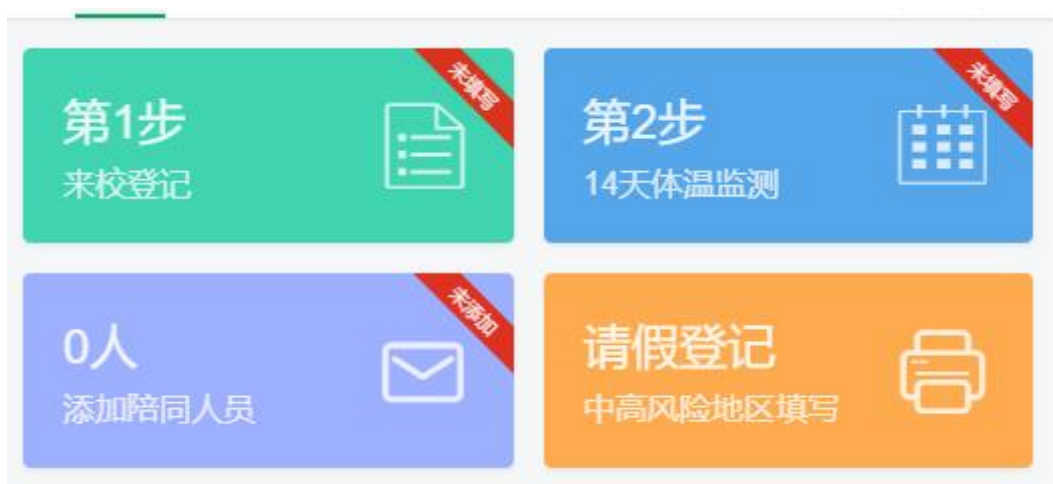 第1步
来校登记
未填写
第2步
14天体温监测
未填写
0人
添加陪同人员
未添加
请假登记
中高风险地区填写